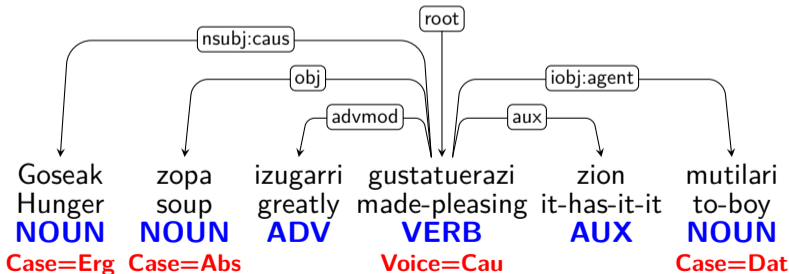 root
nsubj:caus
obj iobj:agent
advmod aux
Goseak zopa izugarri gustatuerazi zion mutilari
Hunger soup greatly made-pleasing it-has-it-it to-boy
NOUN NOUN ADV VERB AUX NOUN
Case=Erg Case=Abs Voice=Cau Case=Dat